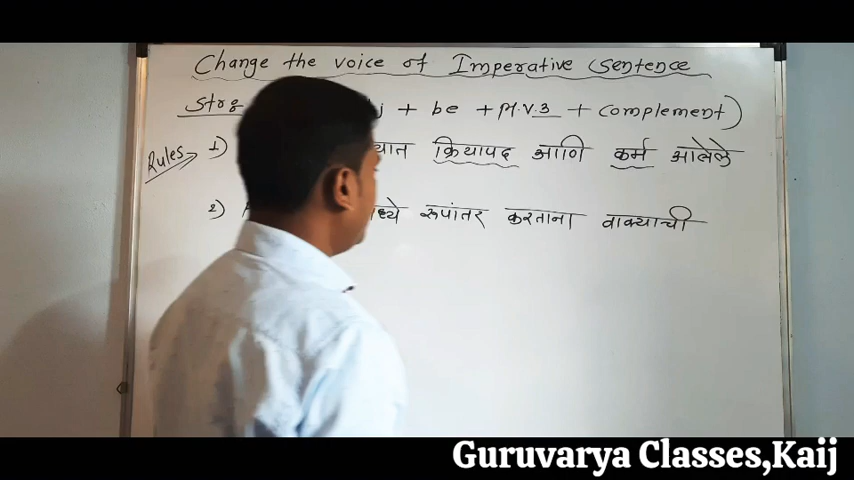 Change the voice of Imperative Sentence
Str: j + be + M.V.3 + complement)
Rules 1) क्रियापद आणि कर्म आलेले
2) रूपांतर करताना वाक्याची
Guruvarya Classes,Kaij